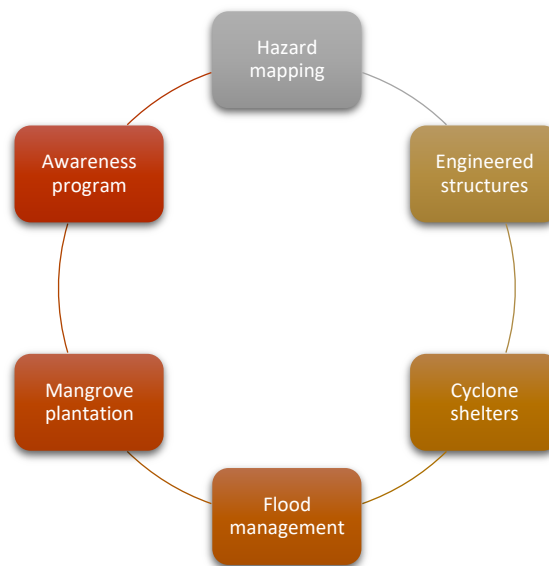 Hazard
mapping
Engineered
structures
Cyclone
shelters
Flood
management
Mangrove
plantation
Awareness
program